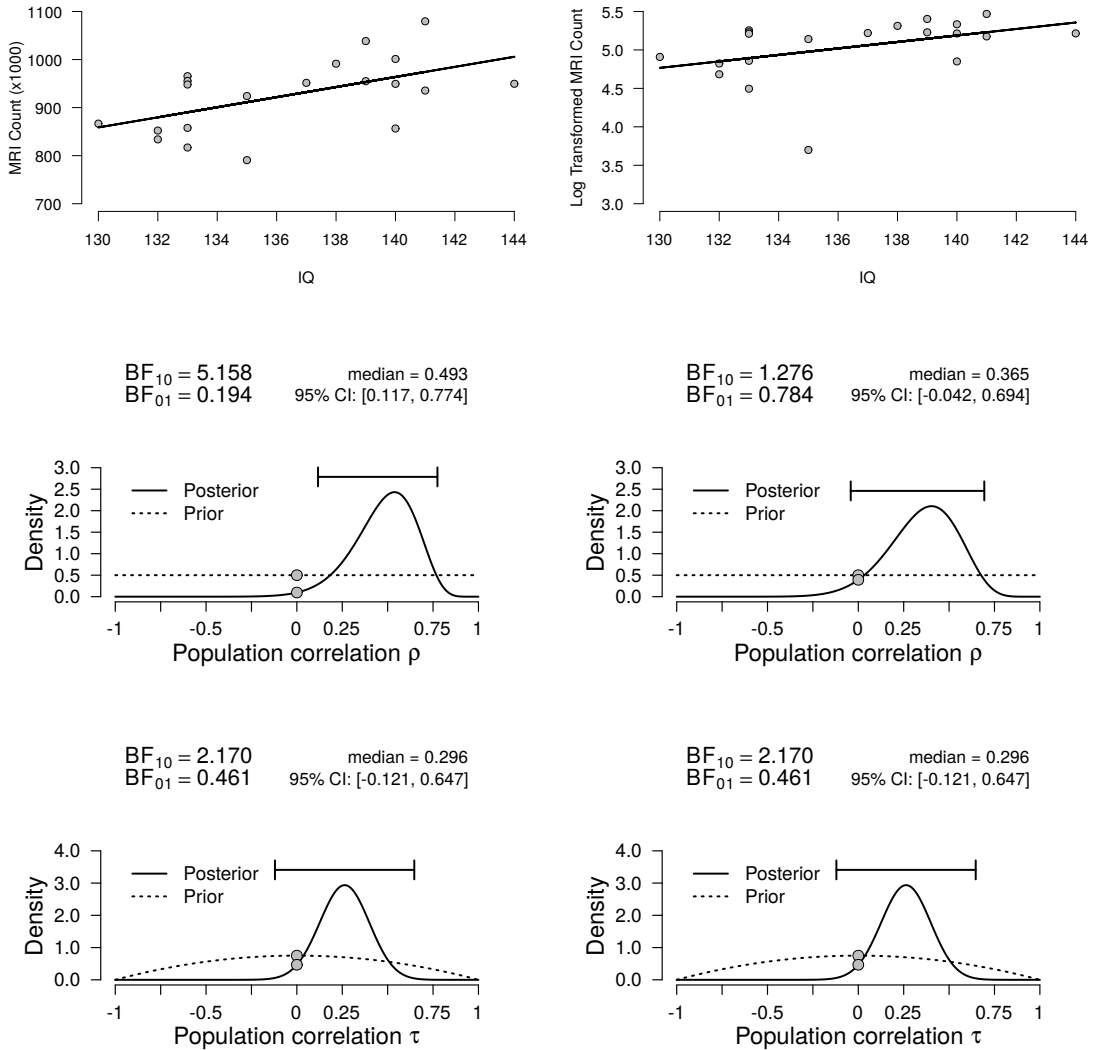 MRI Count (x1000)
1100
1000
900
800
700
130 132 134 136 138 140 142 144
IQ
Log Transformed MRI Count
5.5
5.0
4.5
4.0
3.5
3.0
130 132 134 136 138 140 142 144
IQ
BF10 = 5.158
BF01 = 0.194
median = 0.493
95% CI: [0.117, 0.774]
Density
3.0
2.5
2.0
1.5
1.0
0.5
0.0
Posterior
Prior
-1 -0.5 0 0.25 0.75 1
Population correlation ρ
BF10 = 1.276
BF01 = 0.784
median = 0.365
95% CI: [-0.042, 0.694]
Density
3.0
2.5
2.0
1.5
1.0
0.5
0.0
Posterior
Prior
-1 -0.5 0 0.25 0.75 1
Population correlation ρ
BF10 = 2.170
BF01 = 0.461
median = 0.296
95% CI: [-0.121, 0.647]
Density
4.0
3.0
2.0
1.0
0.0
Posterior
Prior
-1 -0.5 0 0.25 0.75 1
Population correlation τ
BF10 = 2.170
BF01 = 0.461
median = 0.296
95% CI: [-0.121, 0.647]
Density
4.0
3.0
2.0
1.0
0.0
Posterior
Prior
-1 -0.5 0 0.25 0.75 1
Population correlation τ